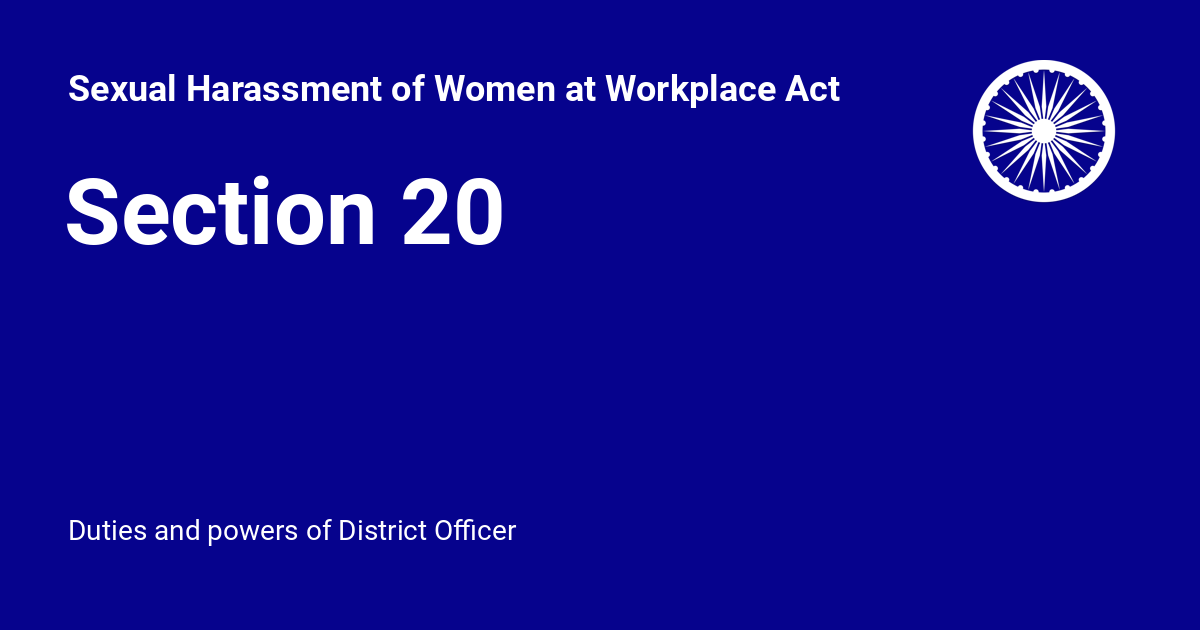 Sexual Harassment of Women at Workplace Act
Section 20
Duties and powers of District Officer